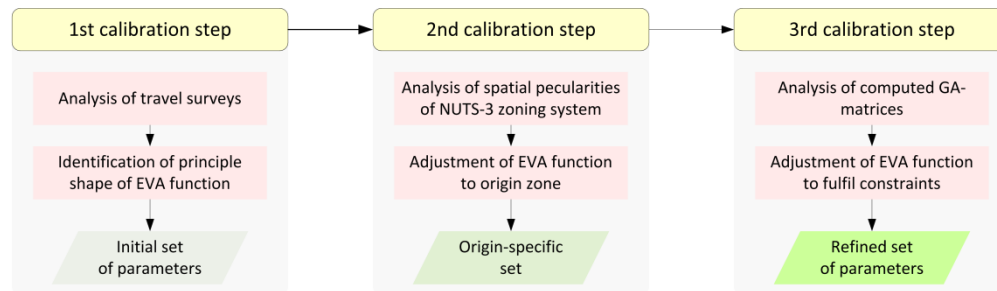 1st calibration step
Analysis of travel surveys
Identification of principle
shape of EVA function
Initial set
of parameters
2nd calibration step
Analysis of spatial pecularities
of NUTS-3 zoning system
Adjustment of EVA function
to origin zone
Origin-specific
set
3rd calibration step
Analysis of computed GA-
matrices
Adjustment of EVA function
to fulfil constraints
Refined set
of parameters